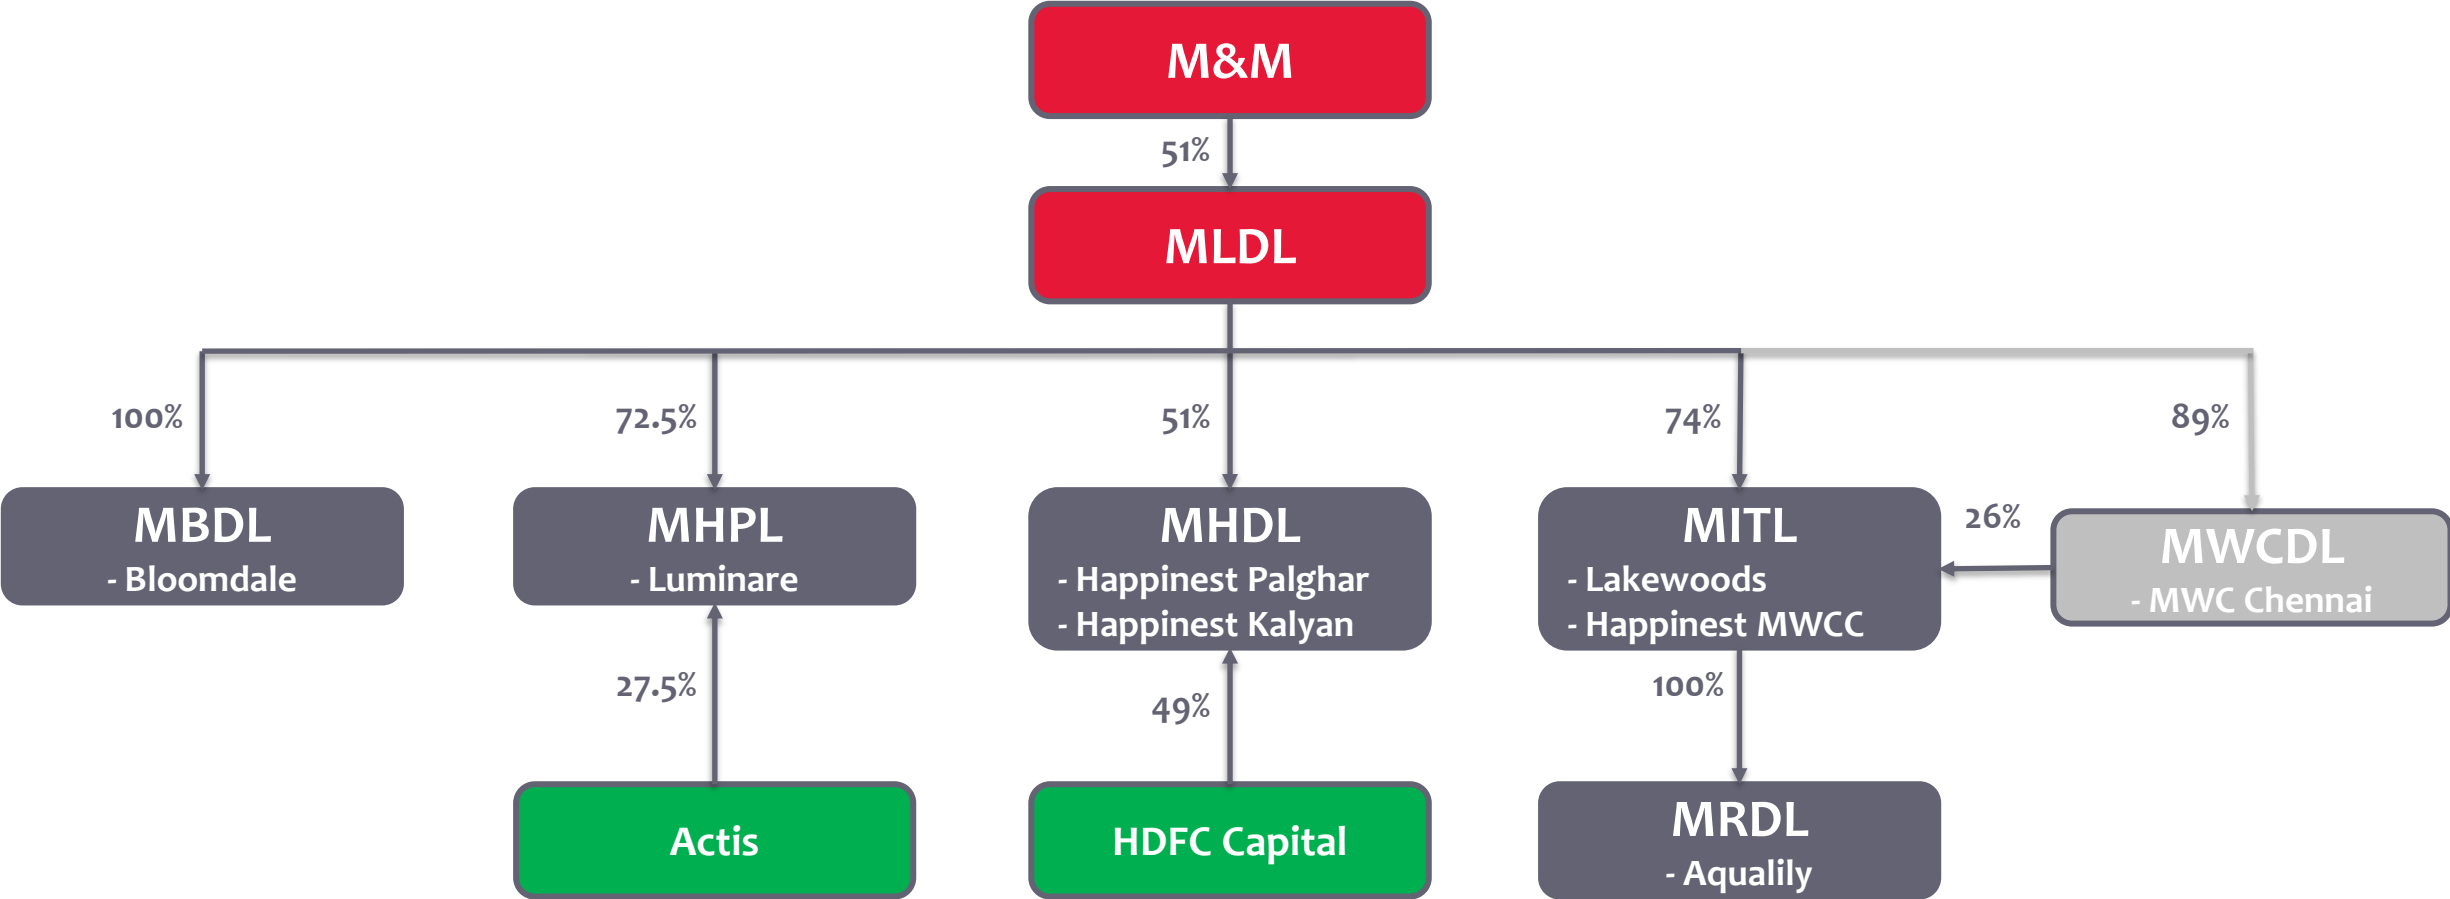 M&M
51%
MLDL
100%
72.5%
51%
74%
89%
MBDL
- Bloomdale
MHPL
- Luminare
MHDL
- Happinest Palghar
- Happinest Kalyan
MITL
- Lakewoods
- Happinest MWCC
26%
MWCDL
- MWC Chennai
27.5%
49%
100%
Actis
HDFC Capital
MRDL
- Aqualily